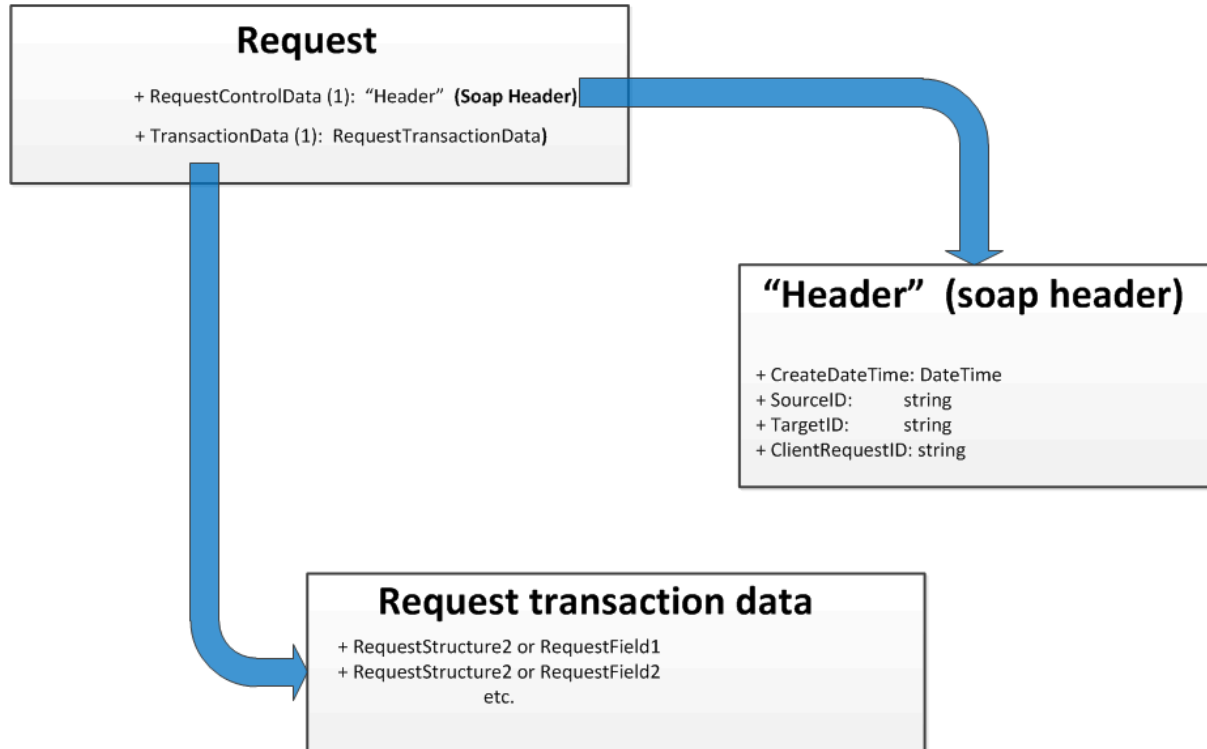 Request
+ RequestControlData (1):  “Header”  (Soap Header)
+ TransactionData (1):  RequestTransactionData)
“Header”  (soap header)
+ CreateDateTime: DateTime
+ SourceID:          string
+ TargetID:          string
+ ClientRequestID: string
Request transaction data
+ RequestStructure2 or RequestField1
+ RequestStructure2 or RequestField2
etc.